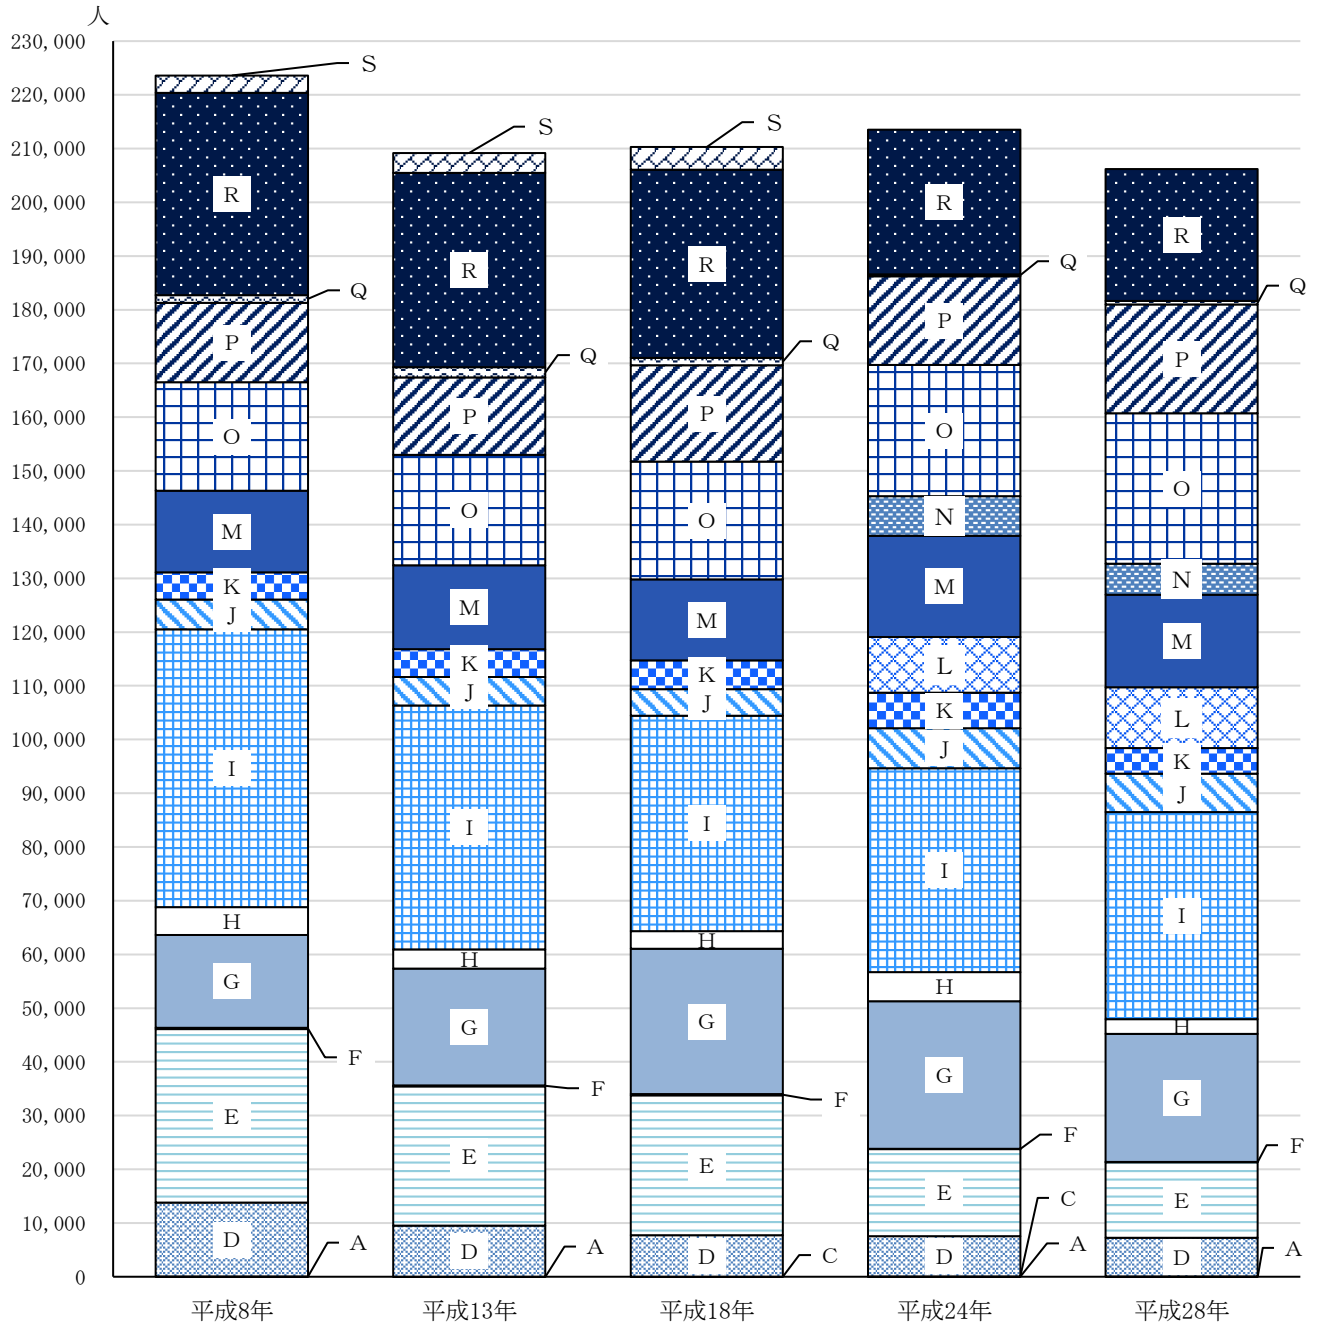 人
230,000
220,000
210,000
200,000
190,000
180,000
170,000
160,000
150,000
140,000
130,000
120,000
110,000
100,000
90,000
80,000
70,000
60,000
50,000
40,000
30,000
20,000
10,000
0
S
R
Q
P
O
M
K
J
I
H
G
F
E
D
A
平成8年
S
R
Q
P
O
M
K
J
I
H
G
F
E
D
A
平成13年
S
R
Q
P
O
M
K
J
I
H
G
F
E
D
C
平成18年
R
Q
P
O
N
M
L
K
J
I
H
G
F
E
D
C
A
平成24年
R
Q
P
O
N
M
L
K
J
I
H
G
F
E
D
A
平成28年